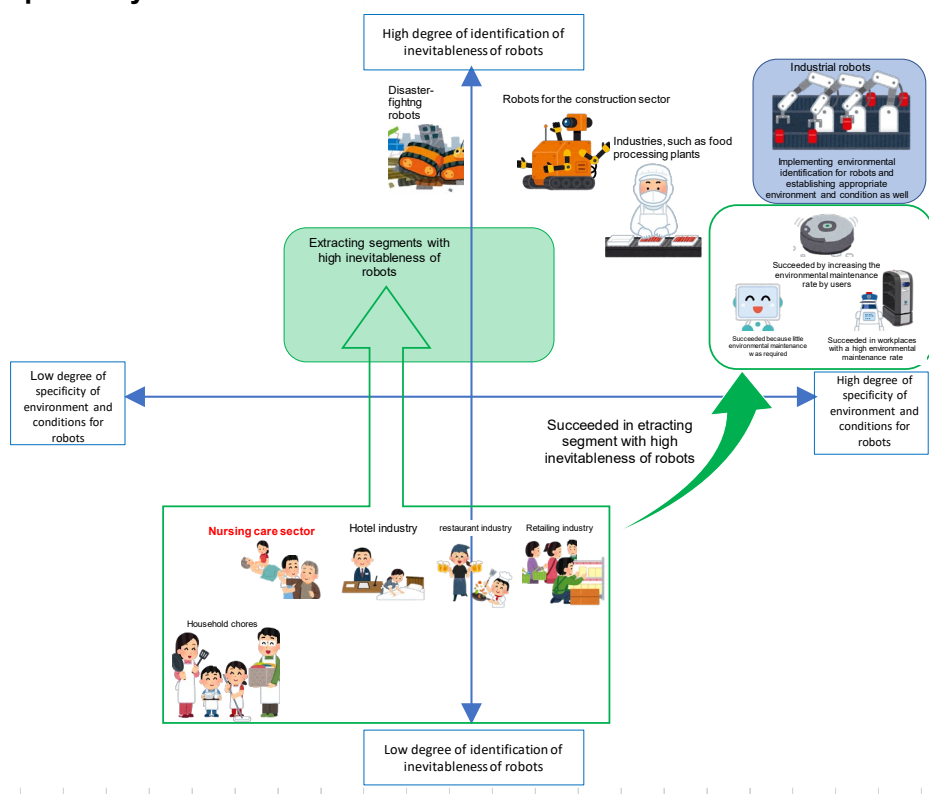 High degree of identification of
inevitableness of robots
Disaster-
fightng
robots
Robots for the construction sector
Industries, such as food
processing plants
Industrial robots
Implementing environmental
identification for robots and
establishing appropriate
environment and condition as well
Extracting segments with
high inevitableness of
robots
Succeeded by increasing the
environmental maintenance
rate by users
Succeeded because little
environmental maintenance
w as required
Succeeded in workplaces
with a high environmental
maintenance rate
Low degree of
specificity of
environment and
conditions for
robots
High degree of
specificity of
environment and
conditions for
robots
Succeeded in etracting
segment with high
inevitableness of robots
Nursing care sector
Hotel industry
restaurant industry
Retailing industry
Household chores
Low degree of identification of
inevitableness of robots